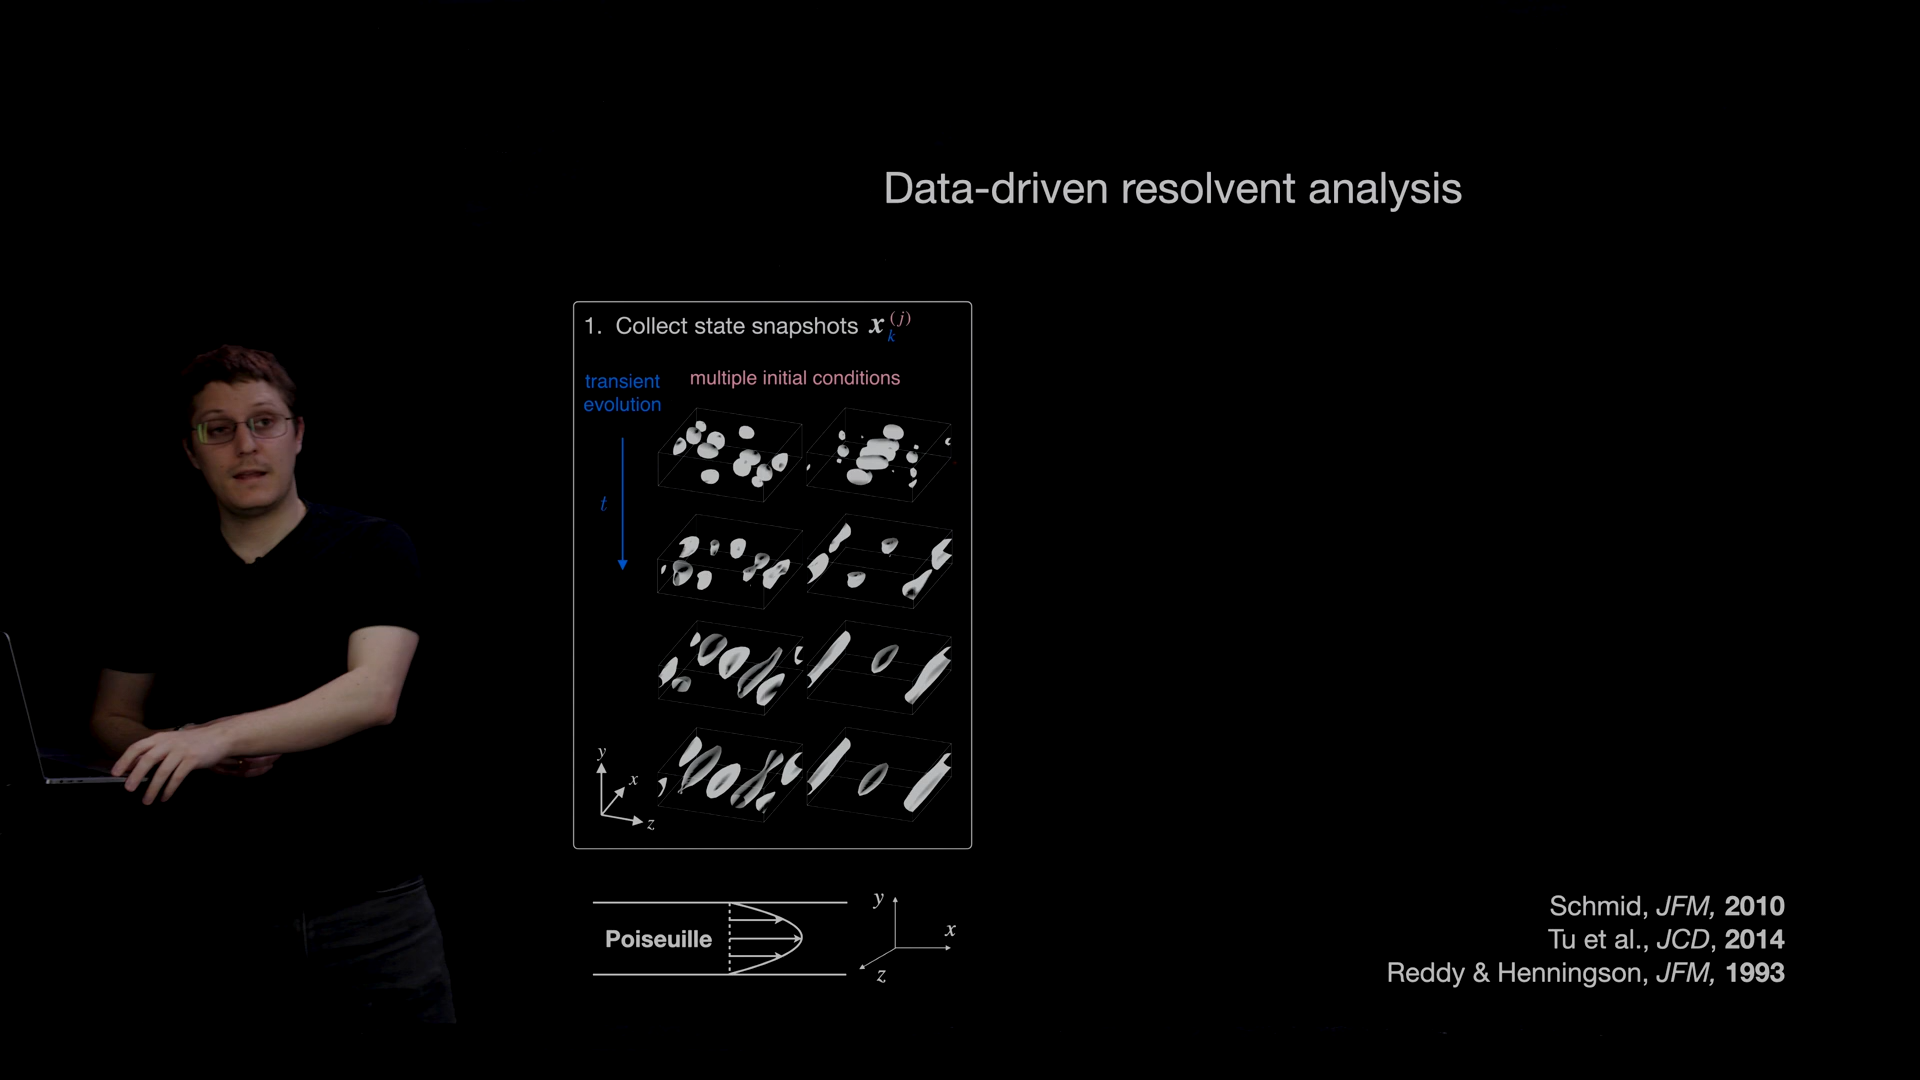 Data-driven resolvent analysis
1. Collect state snapshots x_k^(j)
transient
evolution
multiple initial conditions
t
y
x
z
Poiseuille
y
x
z
Schmid, JFM, 2010
Tu et al., JCD, 2014
Reddy & Henningson, JFM, 1993